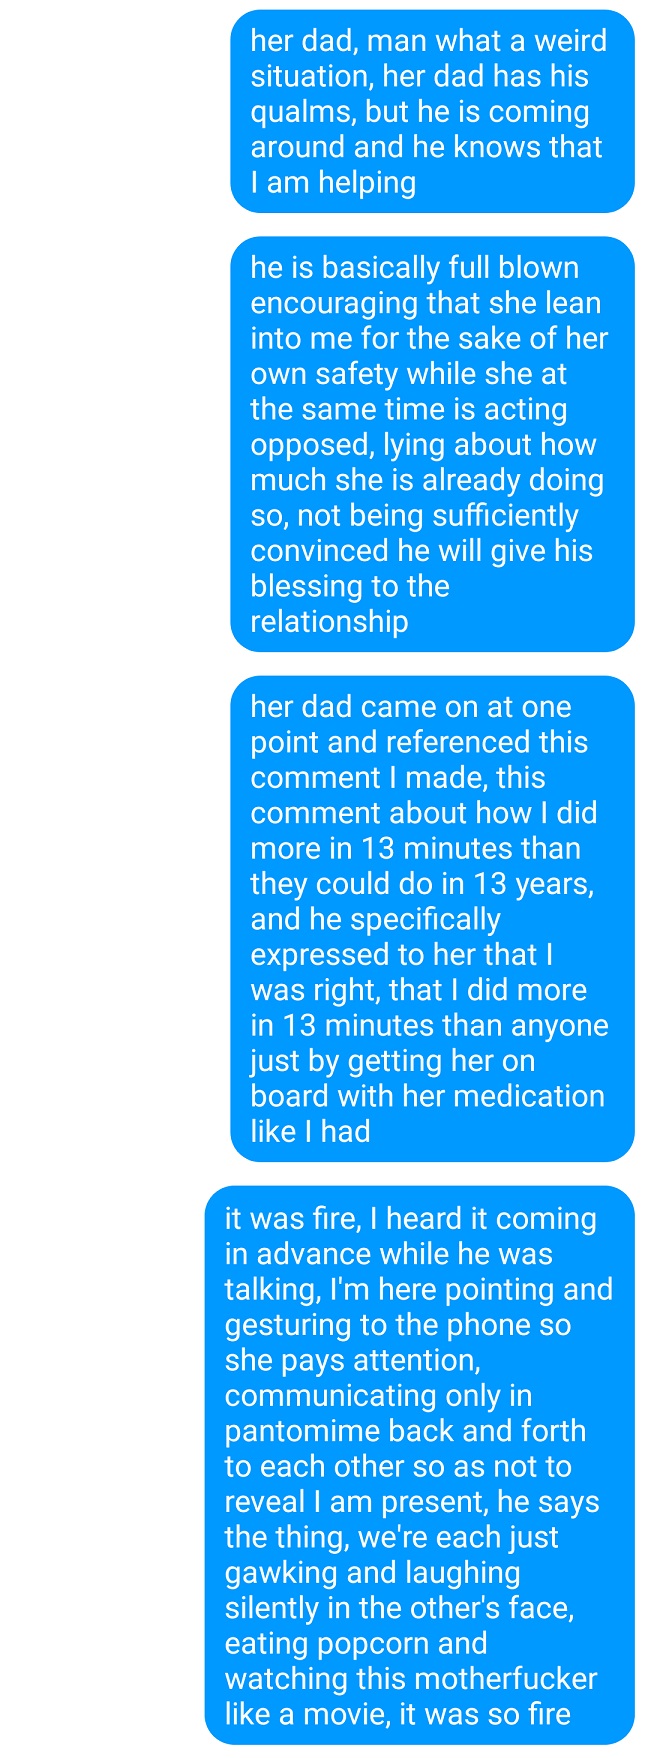 her dad, man what a weird
situation, her dad has his
qualms, but he is coming
around and he knows that
I am helping
he is basically full blown
encouraging that she lean
into me for the sake of her
own safety while she at
the same time is acting
opposed, lying about how
much she is already doing
so, not being sufficiently
convinced he will give his
blessing to the
relationship
her dad came on at one
point and referenced this
comment I made, this
comment about how I did
more in 13 minutes than
they could do in 13 years,
and he specifically
expressed to her that I
was right, that I did more
in 13 minutes than anyone
just by getting her on
board with her medication
like I had
it was fire, I heard it coming
in advance while he was
talking, I'm here pointing and
gesturing to the phone so
she pays attention,
communicating only in
pantomime back and forth
to each other so as not to
reveal I am present, he says
the thing, we're each just
gawking and laughing
silently in the other's face,
eating popcorn and
watching this motherfucker
like a movie, it was so fire